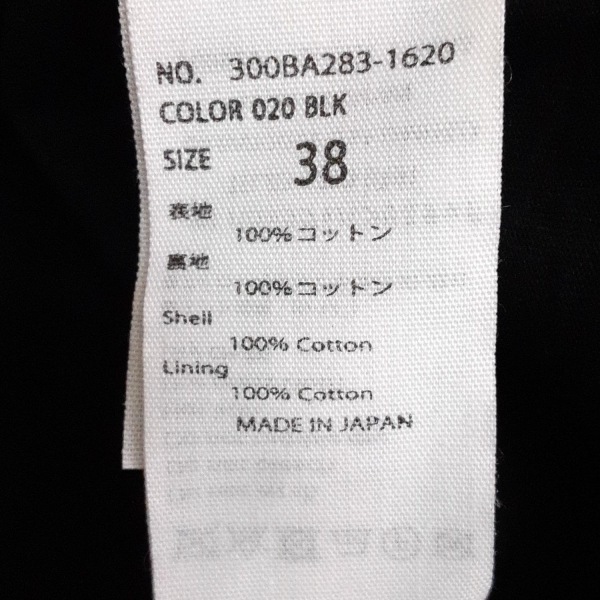 NO. 300BA283-1620
COLOR 020 BLK
SIZE 38
表地
100%コットン
裏地
100%コットン
Shell
100% Cotton
Lining
100% Cotton
MADE IN JAPAN